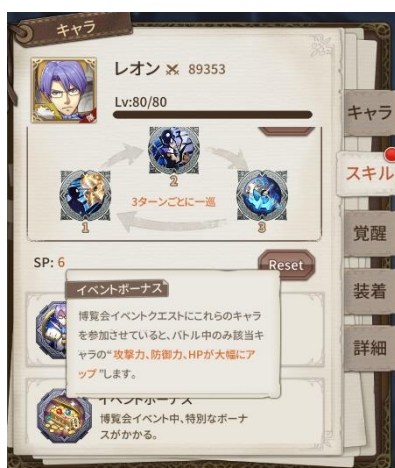 キャラ
レオン 89353
Lv:80/80
キャラ
スキル
覚醒
装着
詳細
2
3ターンごとに一巡
1
3
SP: 6
Reset
イベントボーナス
博覧会イベントクエストにこれらのキャラ
を参加させていると、バトル中のみ該当キ
ャラの“攻撃力、防御力、HPが大幅にア
ップ”します。
イベントボーナス
博覧会イベント中、特別なボーナ
スがかかる。